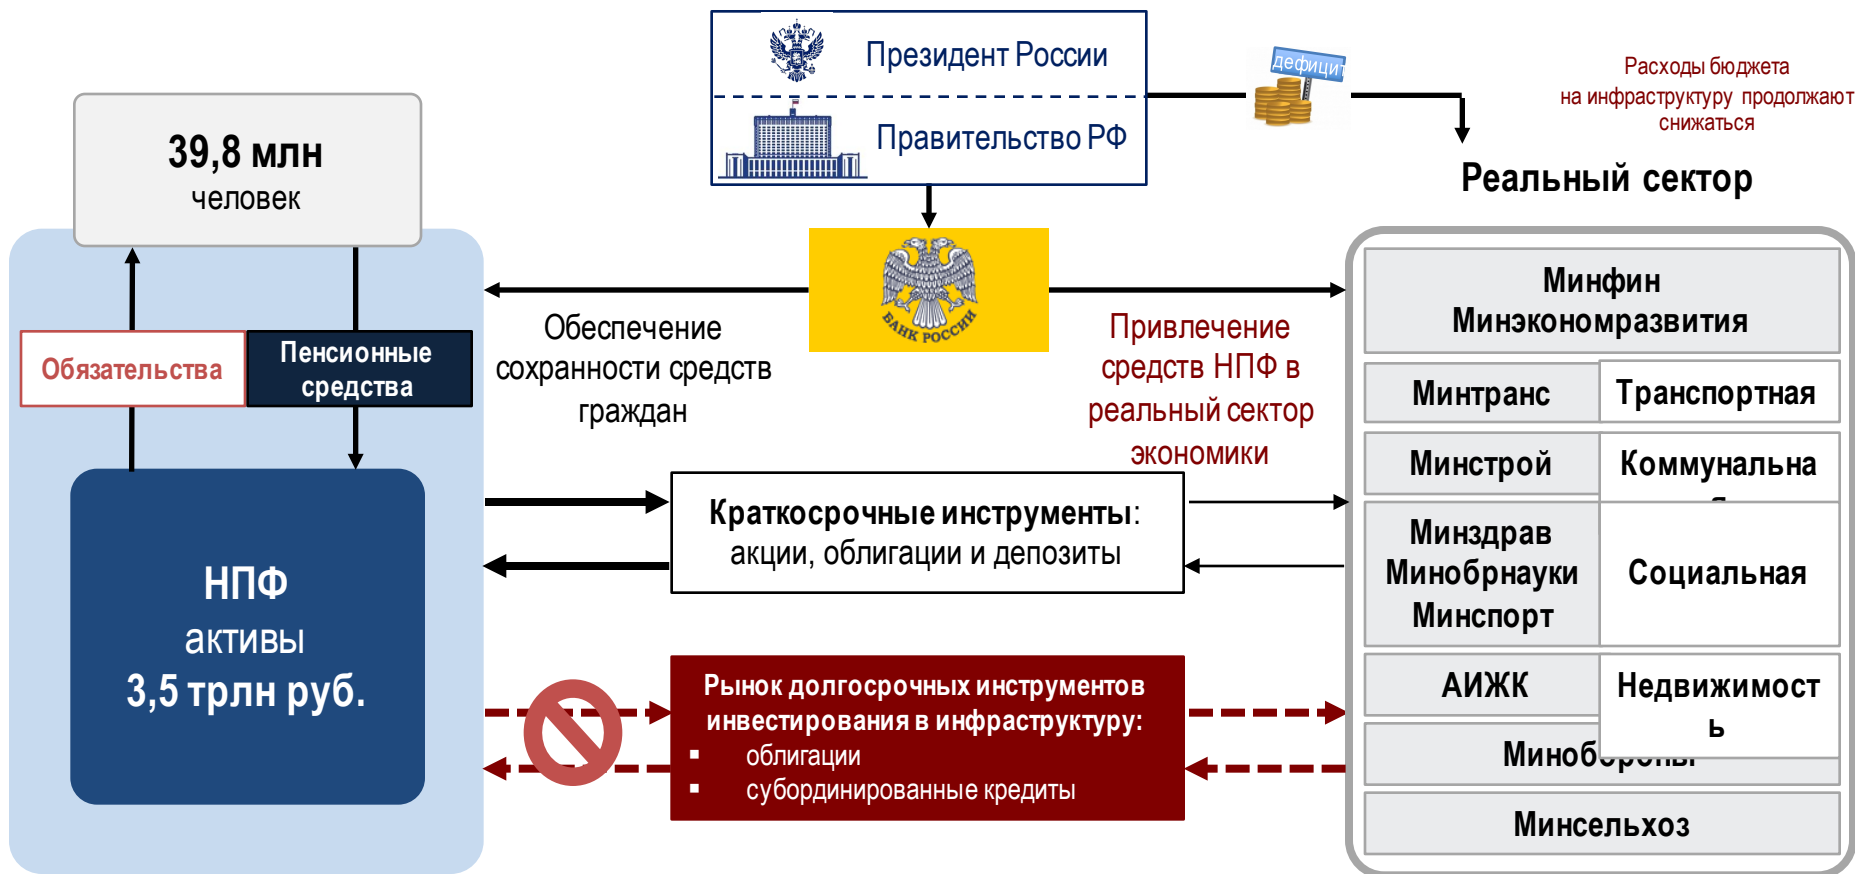 Президент России
Правительство РФ
дефицит
Расходы бюджета
на инфраструктуру продолжают
снижаться
39,8 млн
человек
Реальный сектор
БАНК РОССИИ
Обязательства
Пенсионные
средства
Обеспечение
сохранности средств
граждан
Привлечение
средств НПФ в
реальный сектор
экономики
НПФ
активы
3,5 трлн руб.
Краткосрочные инструменты:
акции, облигации и депозиты
Рынок долгосрочных инструментов
инвестирования в инфраструктуру:
▪ облигации
▪ субординированные кредиты
Минфин
Минэкономразвития
Минтранс
Транспортная
Минстрой
Коммунальна
я
Минздрав
Минобрнауки
Минспорт
Социальная
АИЖК
Недвижимост
ь
Минобороны
Минсельхоз